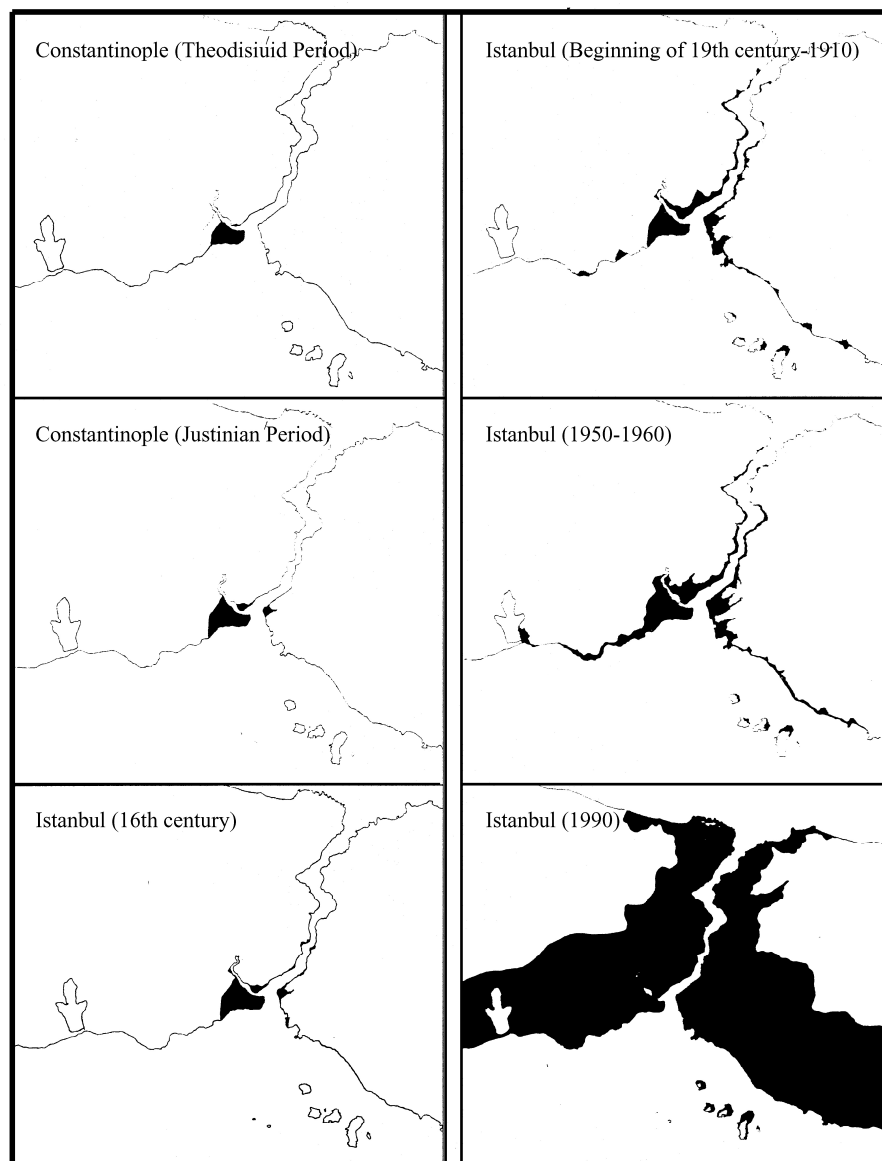 Constantinople (Theodisiuid Period)
Constantinople (Justinian Period)
Istanbul (16th century)
Istanbul (Beginning of 19th century-1910)
Istanbul (1950-1960)
Istanbul (1990)